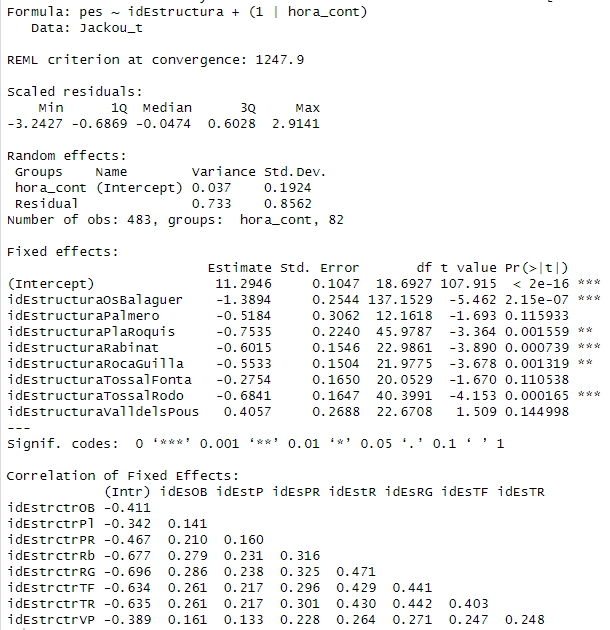 Formula: pes ~ idEstructura + (1 | hora_cont)
   Data: Jackou_t

REML criterion at convergence: 1247.9

Scaled residuals:
    Min      1Q  Median      3Q     Max
-3.2427 -0.6869 -0.0474  0.6028  2.9141

Random effects:
 Groups    Name        Variance Std.Dev.
 hora_cont (Intercept) 0.037    0.1924
 Residual              0.733    0.8562
Number of obs: 483, groups:  hora_cont, 82

Fixed effects:
                         Estimate Std. Error       df t value Pr(>|t|)
(Intercept)               11.2946     0.1047  18.6927 107.915  < 2e-16 ***
idEstructuraOsBalaguer    -1.3894     0.2544 137.1529  -5.462 2.15e-07 ***
idEstructuraPalmero       -0.5184     0.3062  12.1618  -1.693 0.115933
idEstructuraPlaRoquis     -0.7535     0.2240  45.9787  -3.364 0.001559 **
idEstructuraRabinat       -0.6015     0.1546  22.9861  -3.890 0.000739 ***
idEstructuraRocaGuilla    -0.5533     0.1504  21.9775  -3.678 0.001319 **
idEstructuraTossalFonta   -0.2754     0.1650  20.0529  -1.670 0.110538
idEstructuraTossalRodo    -0.6841     0.1647  40.3991  -4.153 0.000165 ***
idEstructuraValldelsPous   0.4057     0.2688  22.6708   1.509 0.144998
---
Signif. codes:  0 ‘***’ 0.001 ‘**’ 0.01 ‘*’ 0.05 ‘.’ 0.1 ‘ ’ 1

Correlation of Fixed Effects:
            (Intr) idEsOB idEstP idEsPR idEstR idEsRG idEsTF idEsTR
idEstrctrOB -0.411
idEstrctrPl -0.342  0.141
idEstrctrPR -0.467  0.210  0.160
idEstrctrRb -0.677  0.279  0.231  0.316
idEstrctrRG -0.696  0.286  0.238  0.325  0.471
idEstrctrTF -0.634  0.261  0.217  0.296  0.429  0.441
idEstrctrTR -0.635  0.261  0.217  0.301  0.430  0.442  0.403
idEstrctrVP -0.389  0.161  0.133  0.228  0.264  0.271  0.247  0.248